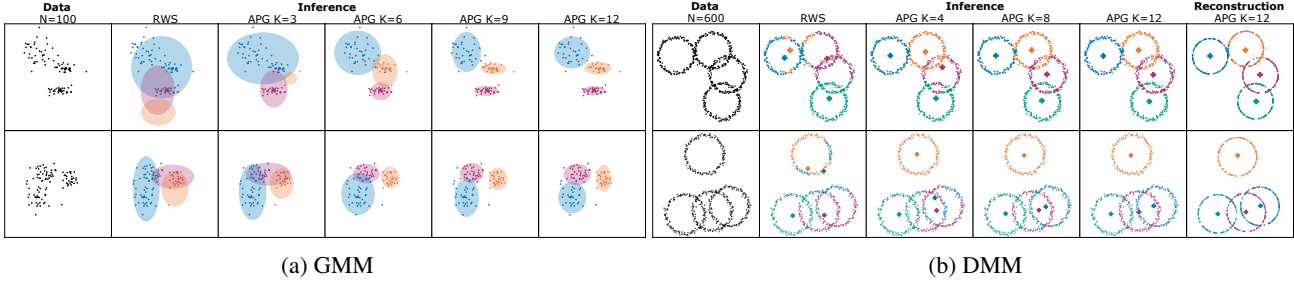 Data Inference
N=100 RWS APG K=3 APG K=6 APG K=9 APG K=12
(a) GMM
Data Inference Reconstruction
N=600 RWS APG K=4 APG K=8 APG K=12 APG K=12
(b) DMM